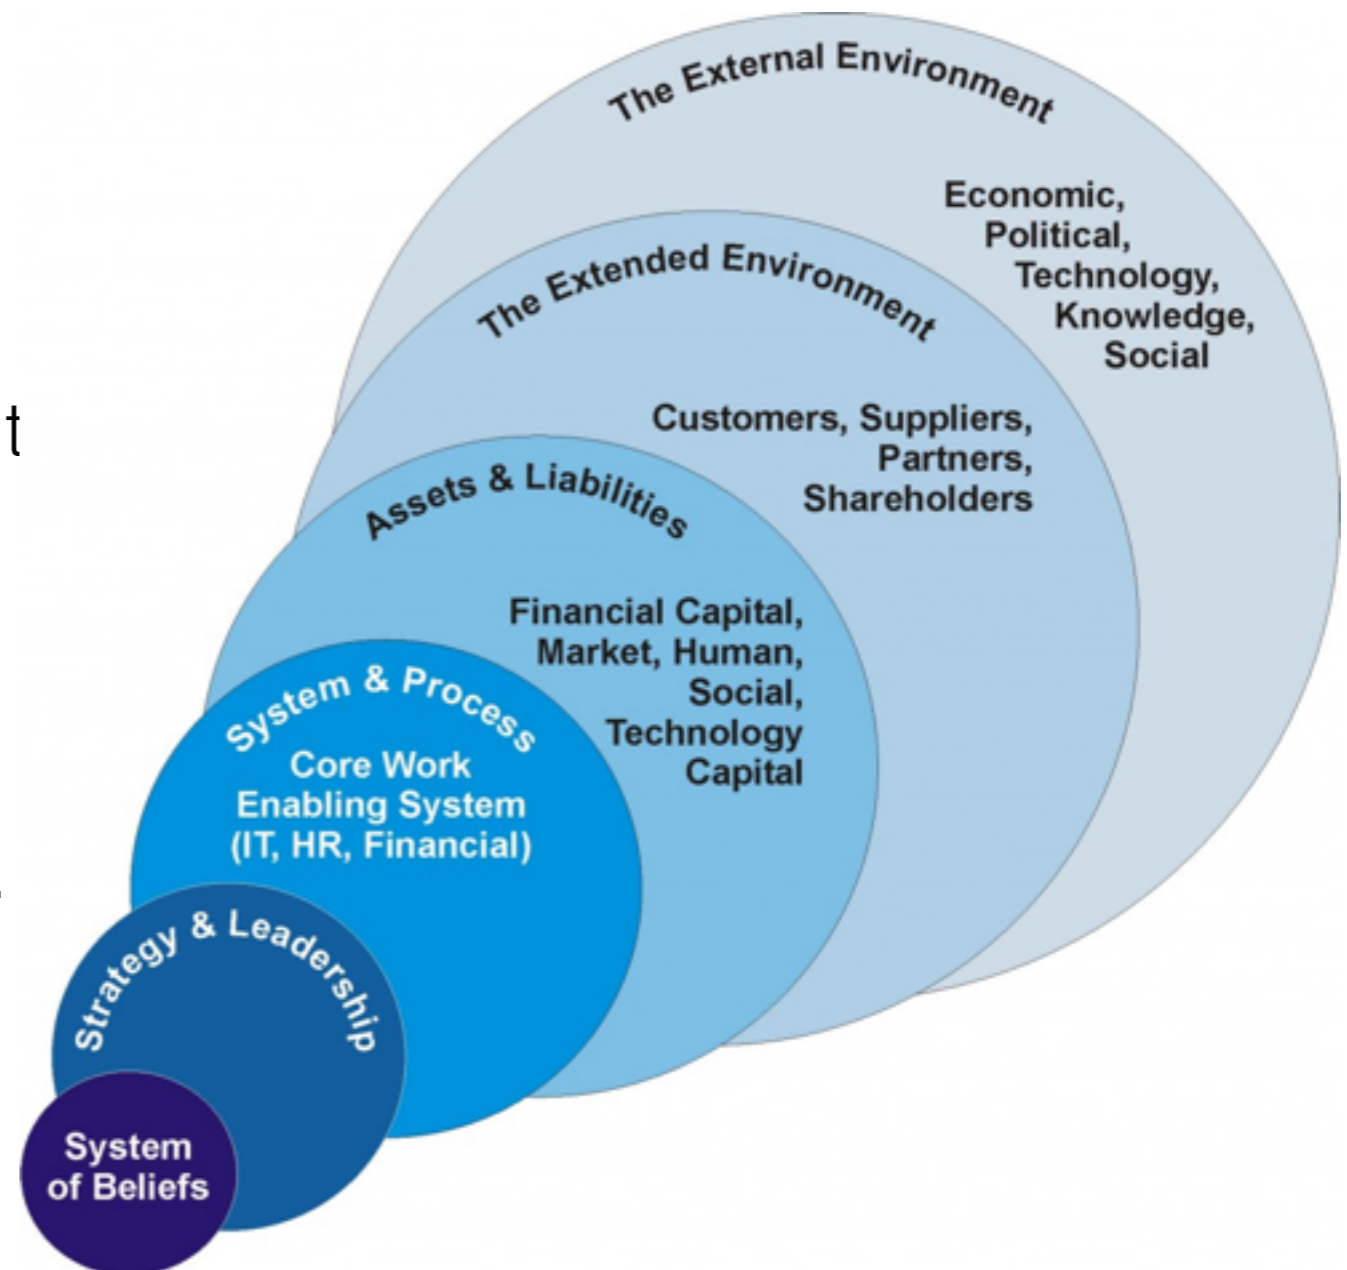 The External Environment
Economic,
Political,
Technology,
Knowledge,
Social
The Extended Environment
Customers, Suppliers,
Partners,
Shareholders
t
Assets & Liabilities
Financial Capital,
Market, Human,
Social,
Technology
Capital
System & Process
Core Work
Enabling System
(IT, HR, Financial)
Strategy & Leadership
System
of Beliefs